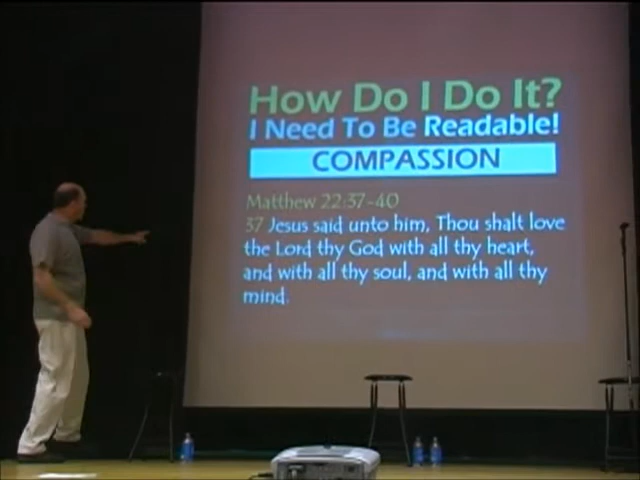 How Do I Do It?
I Need To Be Readable!
COMPASSION
Matthew 22:37-40
37 Jesus said unto him, Thou shalt love
the Lord thy God with all thy heart,
and with all thy soul, and with all thy
mind.